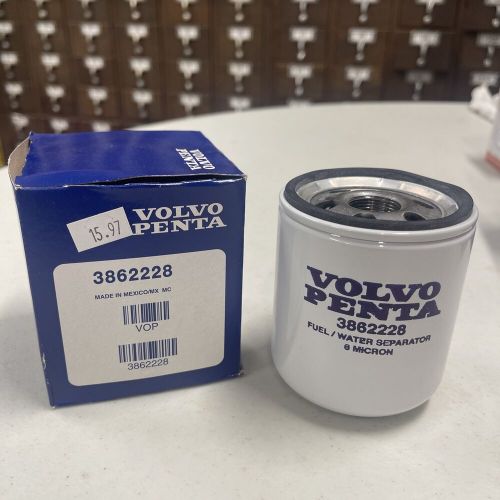 VOLVO
PENTA
15.97
VOLVO
PENTA
3862228
MADE IN MEXICO/MX MC
VOP
3862228
VOLVO
PENTA
3862228
FUEL / WATER SEPARATOR
8 MICRON